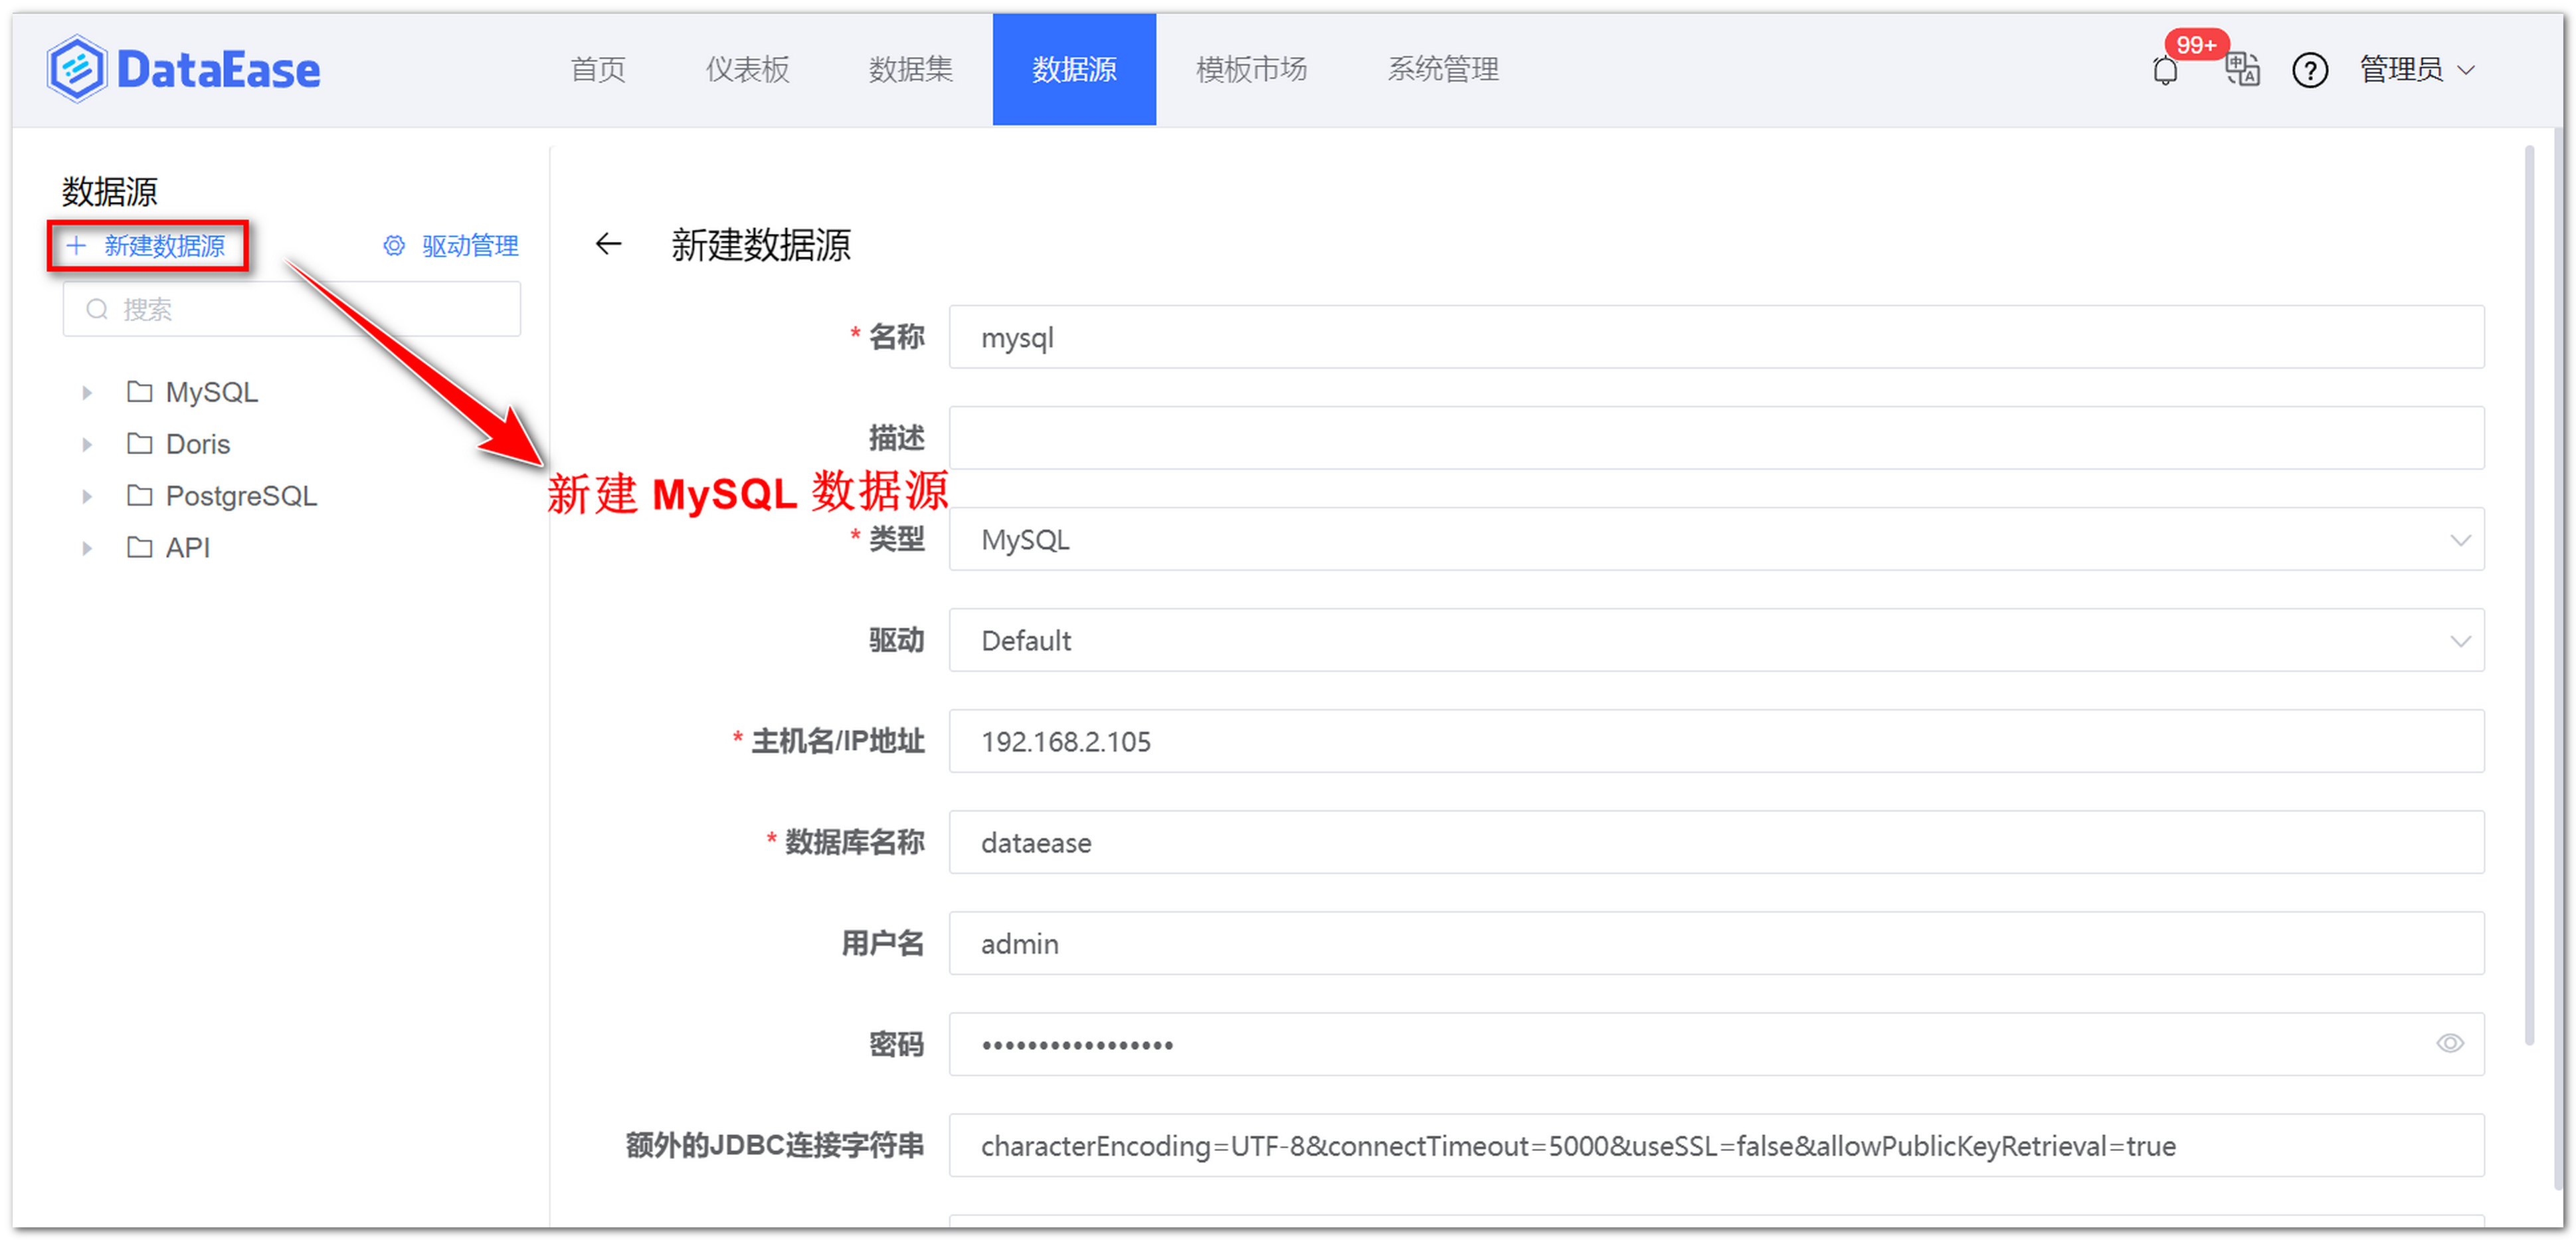 DataEase
首页 仪表板 数据集 数据源 模板市场 系统管理
99+
中 A
?
管理员
数据源
+ 新建数据源 驱动管理
搜索
MySQL
Doris
PostgreSQL
API
新建数据源
新建 MySQL 数据源
* 名称 mysql
描述
* 类型 MySQL
驱动 Default
* 主机名/IP地址 192.168.2.105
* 数据库名称 dataease
用户名 admin
密码 •••••••••••••••••
额外的JDBC连接字符串 characterEncoding=UTF-8&connectTimeout=5000&useSSL=false&allowPublicKeyRetrieval=true